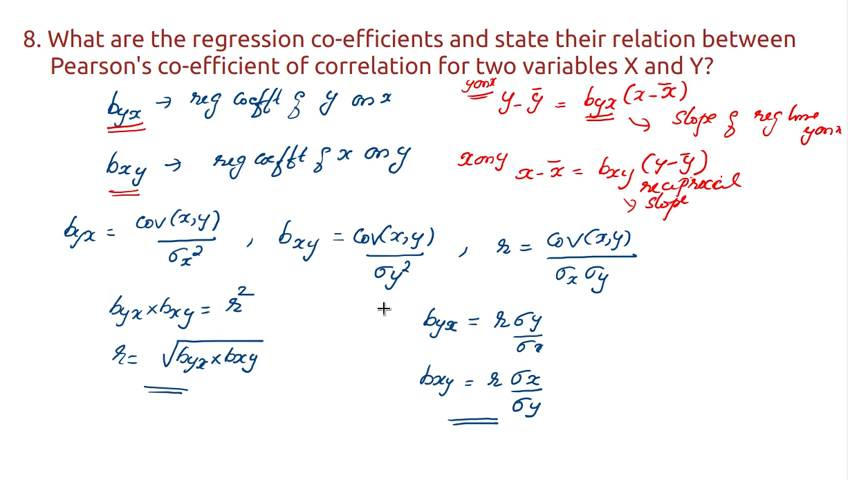 8. What are the regression co-efficients and state their relation between
Pearson's co-efficient of correlation for two variables X and Y?
byx → reg coefft of y on x
y on x y - ȳ = byx (x - x̄)
↳ slope of reg line y on x
bxy → reg coefft of x on y
x on y x - x̄ = bxy (y - ȳ)
↳ reciprocal slope
byx = cov(x,y)/σx² , bxy = cov(x,y)/σy² , r = cov(x,y)/σx σy
byx × bxy = r²
r = √byx × bxy
byx = r σy/σx
bxy = r σx/σy